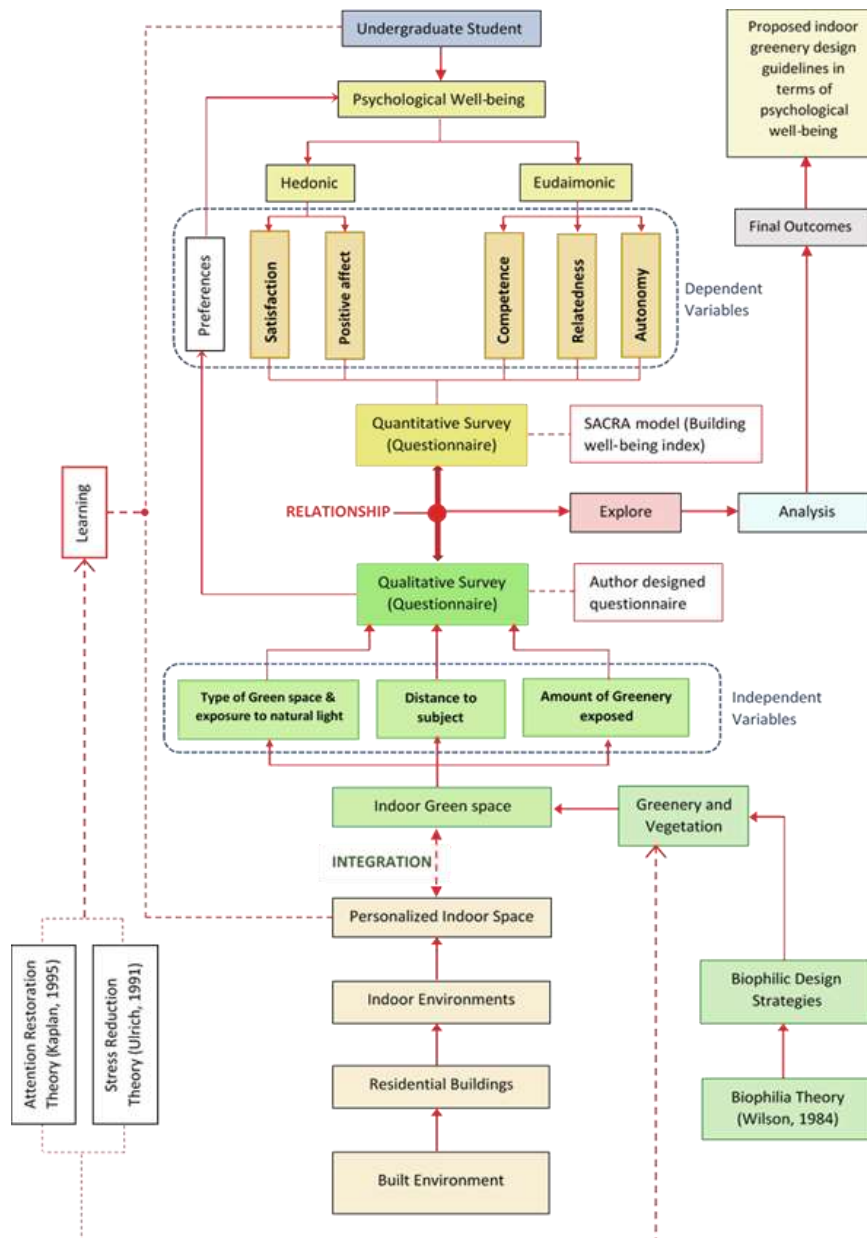 Undergraduate Student
Proposed indoor
greenery design
guidelines in
terms of
psychological
well-being
Psychological Well-being
Hedonic
Eudaimonic
Final Outcomes
Preferences
Satisfaction
Positive affect
Competence
Relatedness
Autonomy
Dependent
Variables
Quantitative Survey
(Questionnaire)
SACRA model (Building
well-being index)
Learning
RELATIONSHIP
Explore
Analysis
Qualitative Survey
(Questionnaire)
Author designed
questionnaire
Type of Green space &
exposure to natural light
Distance to
subject
Amount of Greenery
exposed
Independent
Variables
Indoor Green space
Greenery and
Vegetation
INTEGRATION
Personalized Indoor Space
Attention Restoration
Theory (Kaplan, 1995)
Stress Reduction
Theory (Ulrich, 1991)
Indoor Environments
Biophilic Design
Strategies
Residential Buildings
Biophilia Theory
(Wilson, 1984)
Built Environment